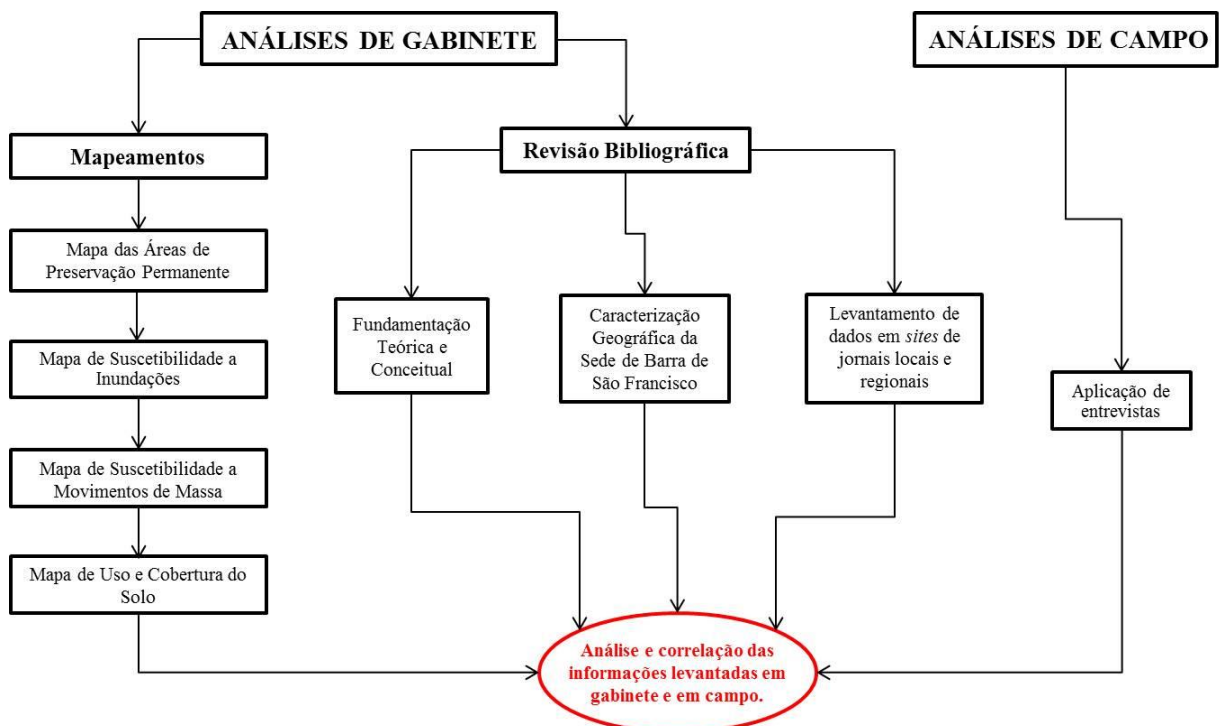 ANÁLISES DE GABINETE
ANÁLISES DE CAMPO
Mapeamentos
Revisão Bibliográfica
Mapa das Áreas de
Preservação Permanente
Mapa de Suscetibilidade a
Inundações
Mapa de Suscetibilidade a
Movimentos de Massa
Mapa de Uso e Cobertura do
Solo
Fundamentação
Teórica e
Conceitual
Caracterização
Geográfica da
Sede de Barra de
São Francisco
Levantamento de
dados em sites de
jornais locais e
regionais
Aplicação de
entrevistas
Análise e correlação das
informações levantadas em
gabinete e em campo.